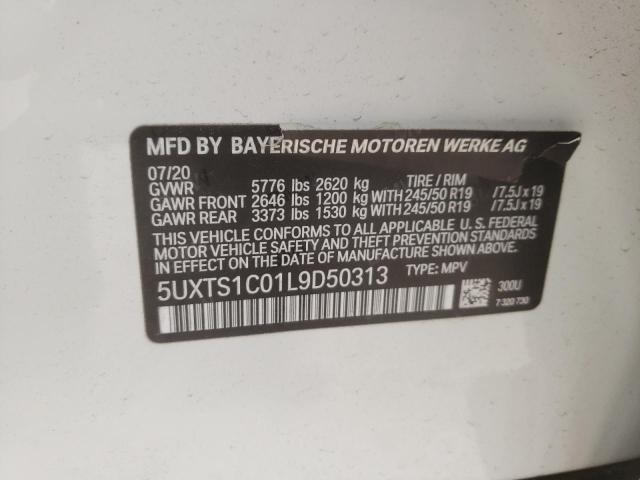 MFD BY BAYERISCHE MOTOREN WERKE AG
07/20
GVWR 5776 lbs 2620 kg TIRE / RIM
GAWR FRONT 2646 lbs 1200 kg WITH 245/50 R19 /7.5J x 19
GAWR REAR 3373 lbs 1530 kg WITH 245/50 R19 /7.5J x 19
THIS VEHICLE CONFORMS TO ALL APPLICABLE U. S. FEDERAL
MOTOR VEHICLE SAFETY AND THEFT PREVENTION STANDARDS
IN EFFECT ON THE DATE OF MANUFACTURE SHOWN ABOVE.
5UXTS1C01L9D50313 TYPE: MPV
300U
7 320 730